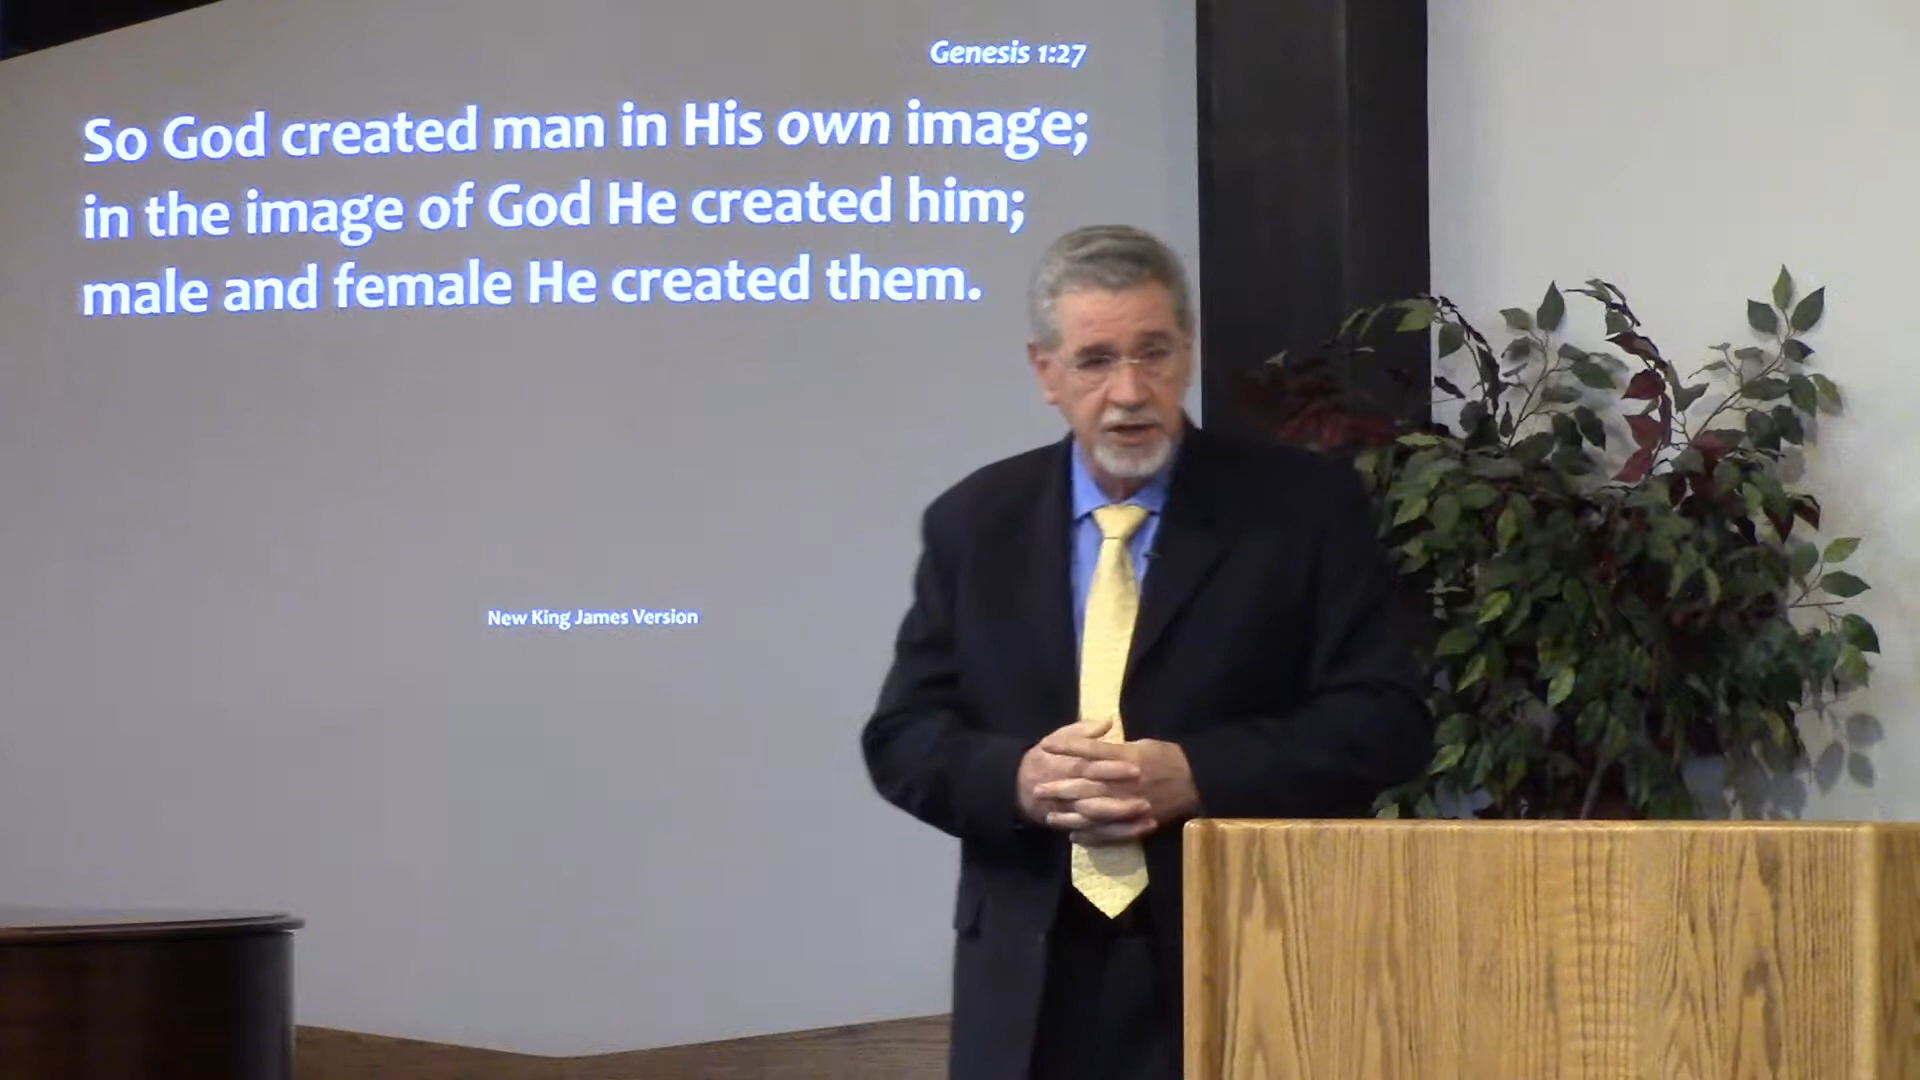 Genesis 1:27
So God created man in His own image;
in the image of God He created him;
male and female He created them.
New King James Version